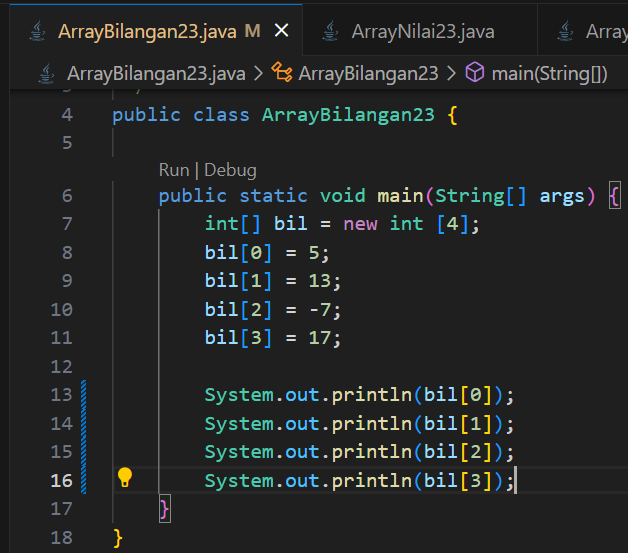 ArrayBilangan23.java M ArrayNilai23.java Array
ArrayBilangan23.java > ArrayBilangan23 > main(String[])
4 public class ArrayBilangan23 {
5
Run | Debug
6 public static void main(String[] args) {
7 int[] bil = new int [4];
8 bil[0] = 5;
9 bil[1] = 13;
10 bil[2] = -7;
11 bil[3] = 17;
12
13 System.out.println(bil[0]);
14 System.out.println(bil[1]);
15 System.out.println(bil[2]);
16 System.out.println(bil[3]);
17 }
18 }